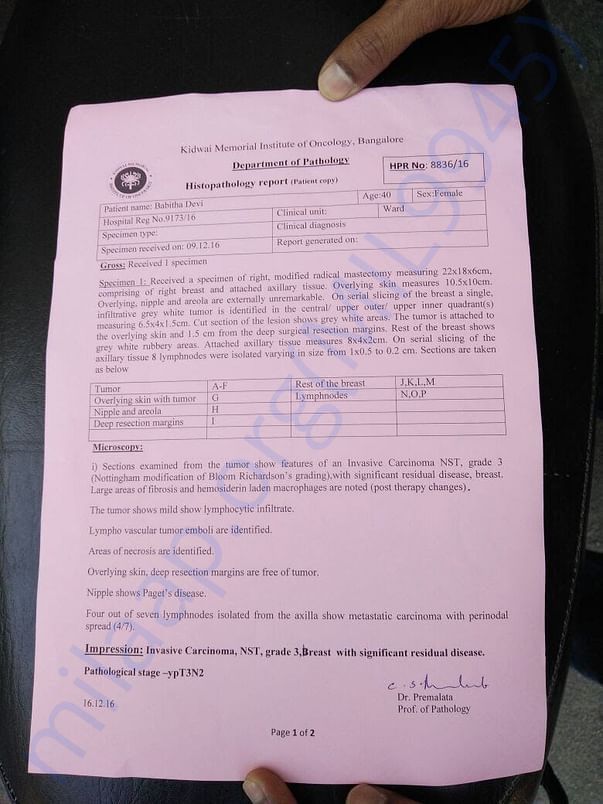 Kidwai Memorial Institute of Oncology, Bangalore
Department of Pathology
HPR No: 8836/16
Histopathology report (Patient copy)
Patient name: Babitha Devi
Age:40
Sex:Female
Hospital Reg No.9173/16
Clinical unit:
Ward
Specimen type:
Clinical diagnosis
Specimen received on: 09.12.16
Report generated on:
Gross: Received 1 specimen
Specimen 1: Received a specimen of right, modified radical mastectomy measuring 22x18x6cm,
comprising of right breast and attached axillary tissue. Overlying skin measures 10.5x10cm.
Overlying, nipple and areola are externally unremarkable. On serial slicing of the breast a single,
infiltrative grey white tumor is identified in the central/ upper outer/ upper inner quadrant(s)
measuring 6.5x4x1.5cm. Cut section of the lesion shows grey white areas. The tumor is attached to
the overlying skin and 1.5 cm from the deep surgical resection margins. Rest of the breast shows
grey white rubbery areas. Attached axillary tissue measures 8x4x2cm. On serial slicing of the
axillary tissue 8 lymphnodes were isolated varying in size from 1x0.5 to 0.2 cm. Sections are taken
as below
Tumor A-F Rest of the breast J,K,L,M
Overlying skin with tumor G Lymphnodes N,O,P
Nipple and areola H
Deep resection margins I
Microscopy:
i) Sections examined from the tumor show features of an Invasive Carcinoma NST, grade 3
(Nottingham modification of Bloom Richardson's grading),with significant residual disease, breast.
Large areas of fibrosis and hemosiderin laden macrophages are noted (post therapy changes).
The tumor shows mild show lymphocytic infiltrate.
Lympho vascular tumor emboli are identified.
Areas of necrosis are identified.
Overlying skin, deep resection margins are free of tumor.
Nipple shows Paget's disease.
Four out of seven lymphnodes isolated from the axilla show metastatic carcinoma with perinodal
spread (4/7).
Impression: Invasive Carcinoma, NST, grade 3,Breast with significant residual disease.
Pathological stage –ypT3N2
16.12.16
Dr. Premalata
Prof. of Pathology
Page 1 of 2